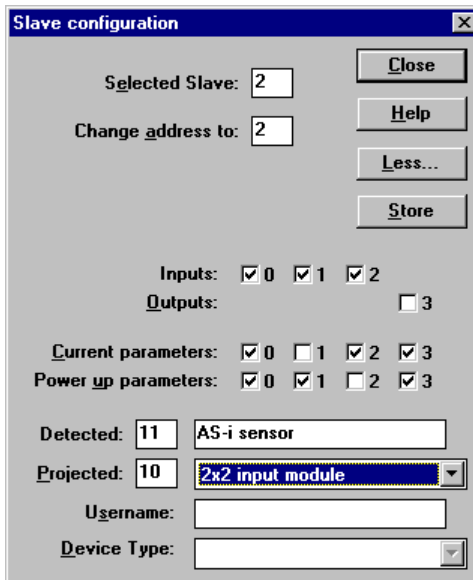 Slave configuration
Selected Slave: 2
Close
Change address to: 2
Help
Less...
Store
Inputs: 0 1 2
Outputs: 3
Current parameters: 0 1 2 3
Power up parameters: 0 1 2 3
Detected: 11 AS-i sensor
Projected: 10 2x2 input module
Username:
Device Type: